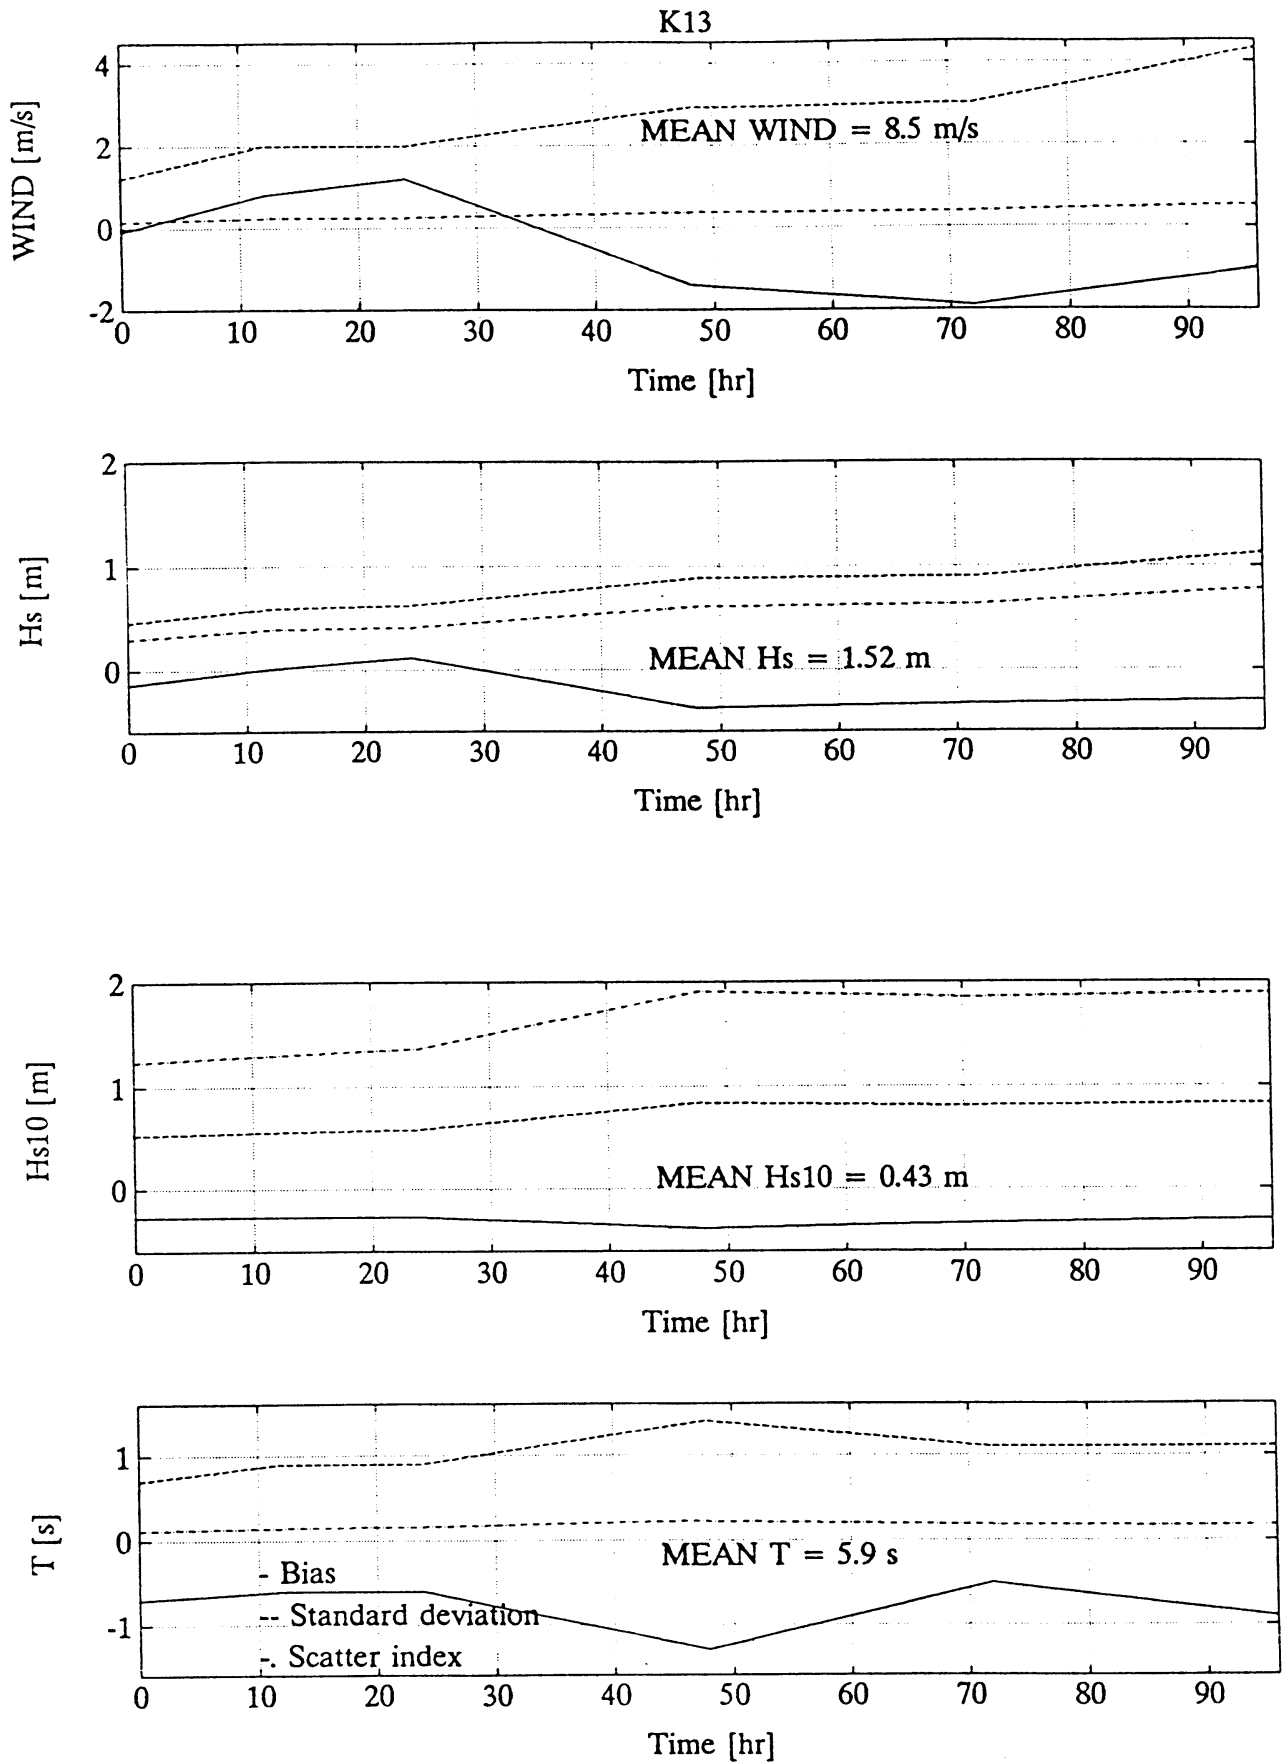 K13
4
2
0
-2
WIND [m/s]
MEAN WIND = 8.5 m/s
0 10 20 30 40 50 60 70 80 90
Time [hr]
2
1
0
Hs [m]
MEAN Hs = 1.52 m
0 10 20 30 40 50 60 70 80 90
Time [hr]
2
1
0
Hs10 [m]
MEAN Hs10 = 0.43 m
0 10 20 30 40 50 60 70 80 90
Time [hr]
1
0
-1
T [s]
MEAN T = 5.9 s
- Bias
-- Standard deviation
-. Scatter index
0 10 20 30 40 50 60 70 80 90
Time [hr]